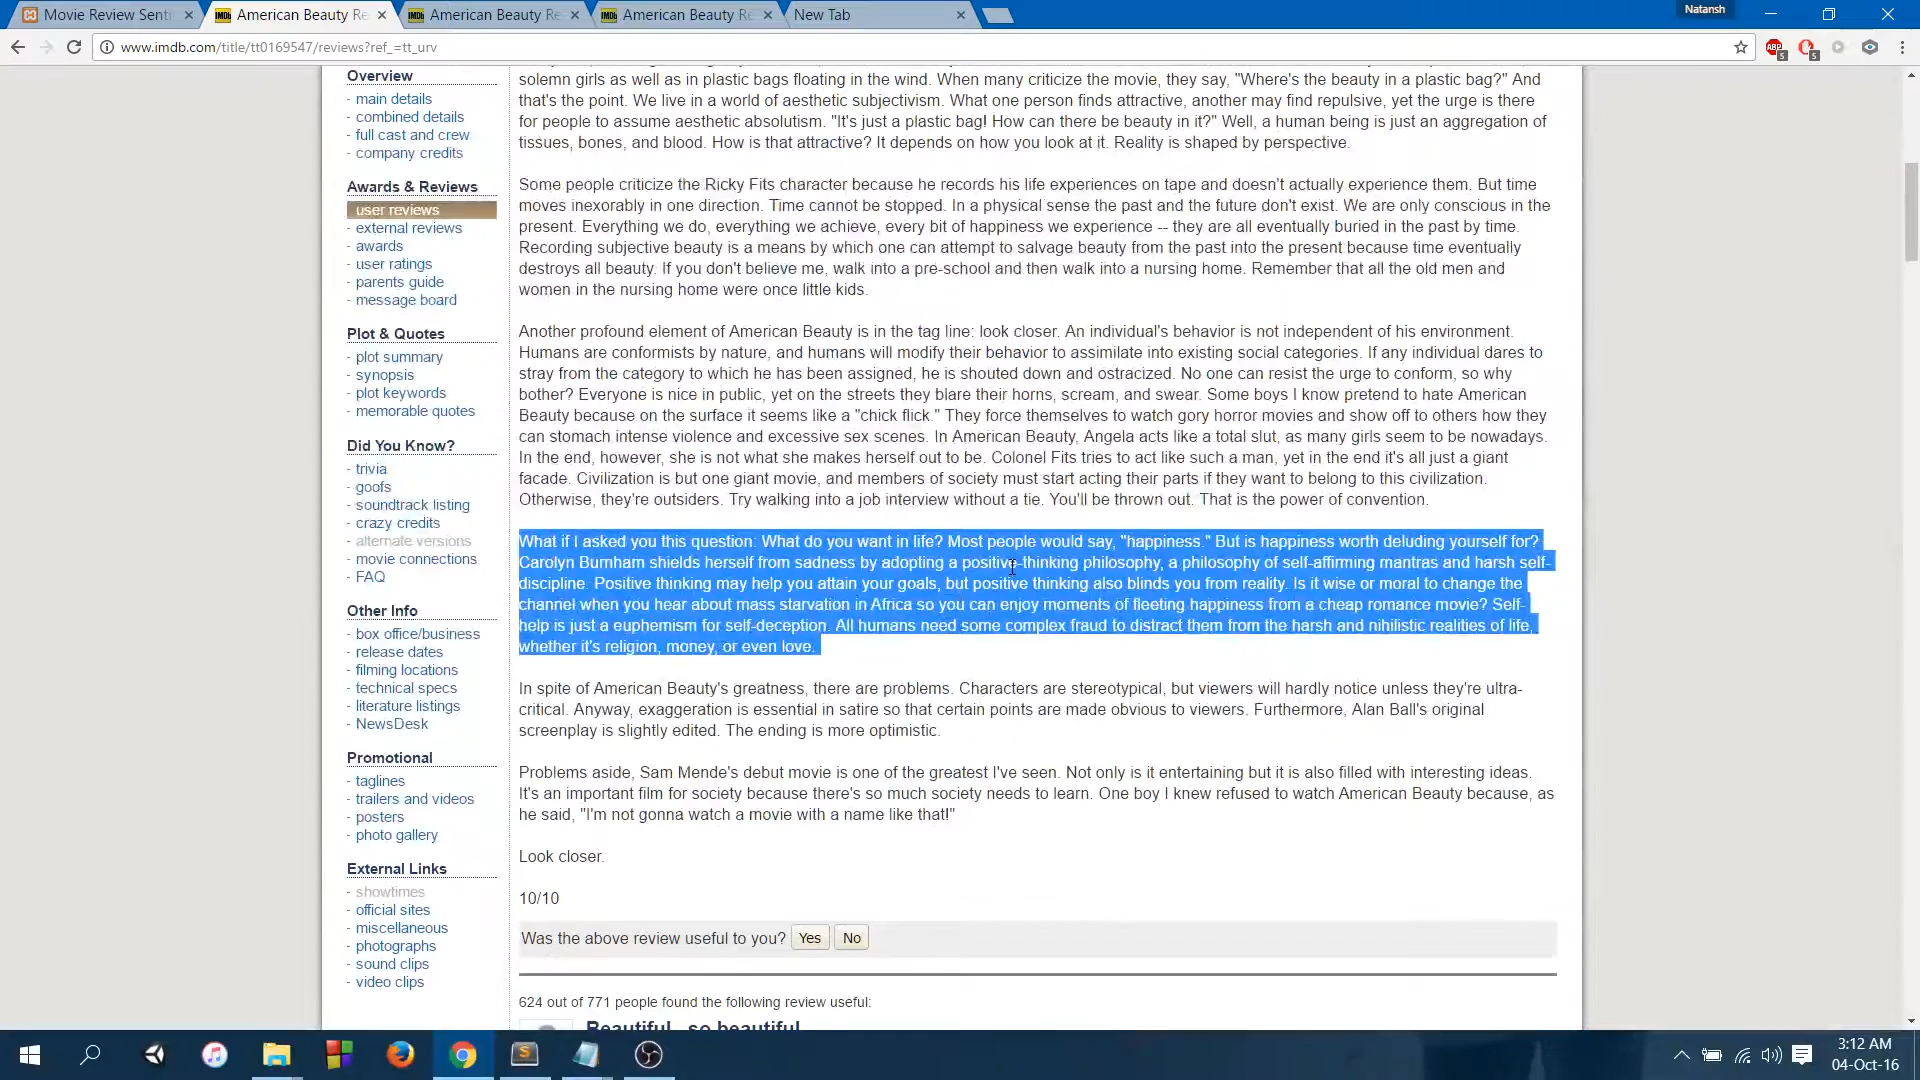 Movie Review Senti
American Beauty Re
American Beauty Re
American Beauty Re
New Tab
Natansh
www.imdb.com/title/tt0169547/reviews?ref_=tt_urv
Overview
- main details
- combined details
- full cast and crew
- company credits
Awards & Reviews
user reviews
- external reviews
- awards
- user ratings
- parents guide
- message board
Plot & Quotes
- plot summary
- synopsis
- plot keywords
- memorable quotes
Did You Know?
- trivia
- goofs
- soundtrack listing
- crazy credits
- alternate versions
- movie connections
- FAQ
Other Info
- box office/business
- release dates
- filming locations
- technical specs
- literature listings
- NewsDesk
Promotional
- taglines
- trailers and videos
- posters
- photo gallery
External Links
- showtimes
- official sites
- miscellaneous
- photographs
- sound clips
- video clips
solemn girls as well as in plastic bags floating in the wind. When many criticize the movie, they say, "Where's the beauty in a plastic bag?" And
that's the point. We live in a world of aesthetic subjectivism. What one person finds attractive, another may find repulsive, yet the urge is there
for people to assume aesthetic absolutism. "It's just a plastic bag! How can there be beauty in it?" Well, a human being is just an aggregation of
tissues, bones, and blood. How is that attractive? It depends on how you look at it. Reality is shaped by perspective.
Some people criticize the Ricky Fits character because he records his life experiences on tape and doesn't actually experience them. But time
moves inexorably in one direction. Time cannot be stopped. In a physical sense the past and the future don't exist. We are only conscious in the
present. Everything we do, everything we achieve, every bit of happiness we experience -- they are all eventually buried in the past by time.
Recording subjective beauty is a means by which one can attempt to salvage beauty from the past into the present because time eventually
destroys all beauty. If you don't believe me, walk into a pre-school and then walk into a nursing home. Remember that all the old men and
women in the nursing home were once little kids.
Another profound element of American Beauty is in the tag line: look closer. An individual's behavior is not independent of his environment.
Humans are conformists by nature, and humans will modify their behavior to assimilate into existing social categories. If any individual dares to
stray from the category to which he has been assigned, he is shouted down and ostracized. No one can resist the urge to conform, so why
bother? Everyone is nice in public, yet on the streets they blare their horns, scream, and swear. Some boys I know pretend to hate American
Beauty because on the surface it seems like a "chick flick." They force themselves to watch gory horror movies and show off to others how they
can stomach intense violence and excessive sex scenes. In American Beauty, Angela acts like a total slut, as many girls seem to be nowadays.
In the end, however, she is not what she makes herself out to be. Colonel Fits tries to act like such a man, yet in the end it's all just a giant
facade. Civilization is but one giant movie, and members of society must start acting their parts if they want to belong to this civilization.
Otherwise, they're outsiders. Try walking into a job interview without a tie. You'll be thrown out. That is the power of convention.
What if I asked you this question: What do you want in life? Most people would say, "happiness." But is happiness worth deluding yourself for?
Carolyn Burnham shields herself from sadness by adopting a positive-thinking philosophy, a philosophy of self-affirming mantras and harsh self-
discipline. Positive thinking may help you attain your goals, but positive thinking also blinds you from reality. Is it wise or moral to change the
channel when you hear about mass starvation in Africa so you can enjoy moments of fleeting happiness from a cheap romance movie? Self-
help is just a euphemism for self-deception. All humans need some complex fraud to distract them from the harsh and nihilistic realities of life,
whether it's religion, money, or even love.
In spite of American Beauty's greatness, there are problems. Characters are stereotypical, but viewers will hardly notice unless they're ultra-
critical. Anyway, exaggeration is essential in satire so that certain points are made obvious to viewers. Furthermore, Alan Ball's original
screenplay is slightly edited. The ending is more optimistic.
Problems aside, Sam Mende's debut movie is one of the greatest I've seen. Not only is it entertaining but it is also filled with interesting ideas.
It's an important film for society because there's so much society needs to learn. One boy I knew refused to watch American Beauty because, as
he said, "I'm not gonna watch a movie with a name like that!"
Look closer.
10/10
Was the above review useful to you? Yes No
624 out of 771 people found the following review useful:
Beautiful...so beautiful
3:12 AM
04-Oct-16